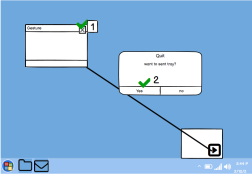 Gesture
1
Quit
want to sent tray?
2
Yes
no